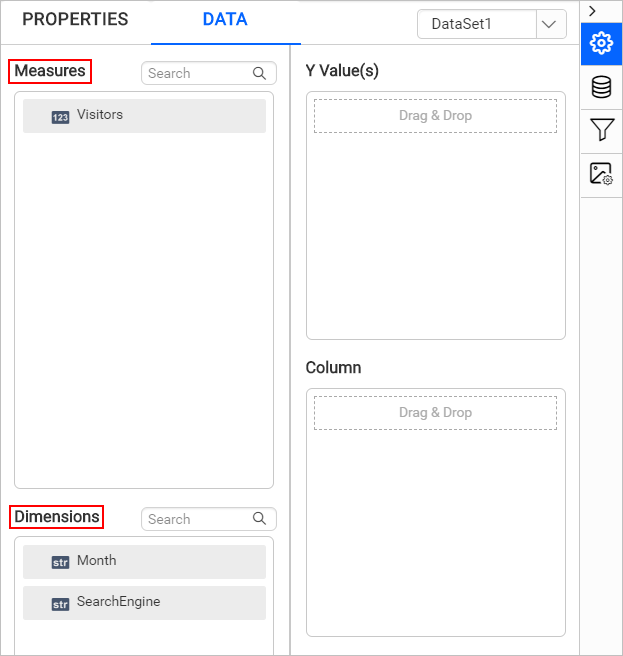 PROPERTIES
DATA
DataSet1
Measures
Search
123 Visitors
Dimensions
Search
str Month
str SearchEngine
Y Value(s)
Drag & Drop
Column
Drag & Drop